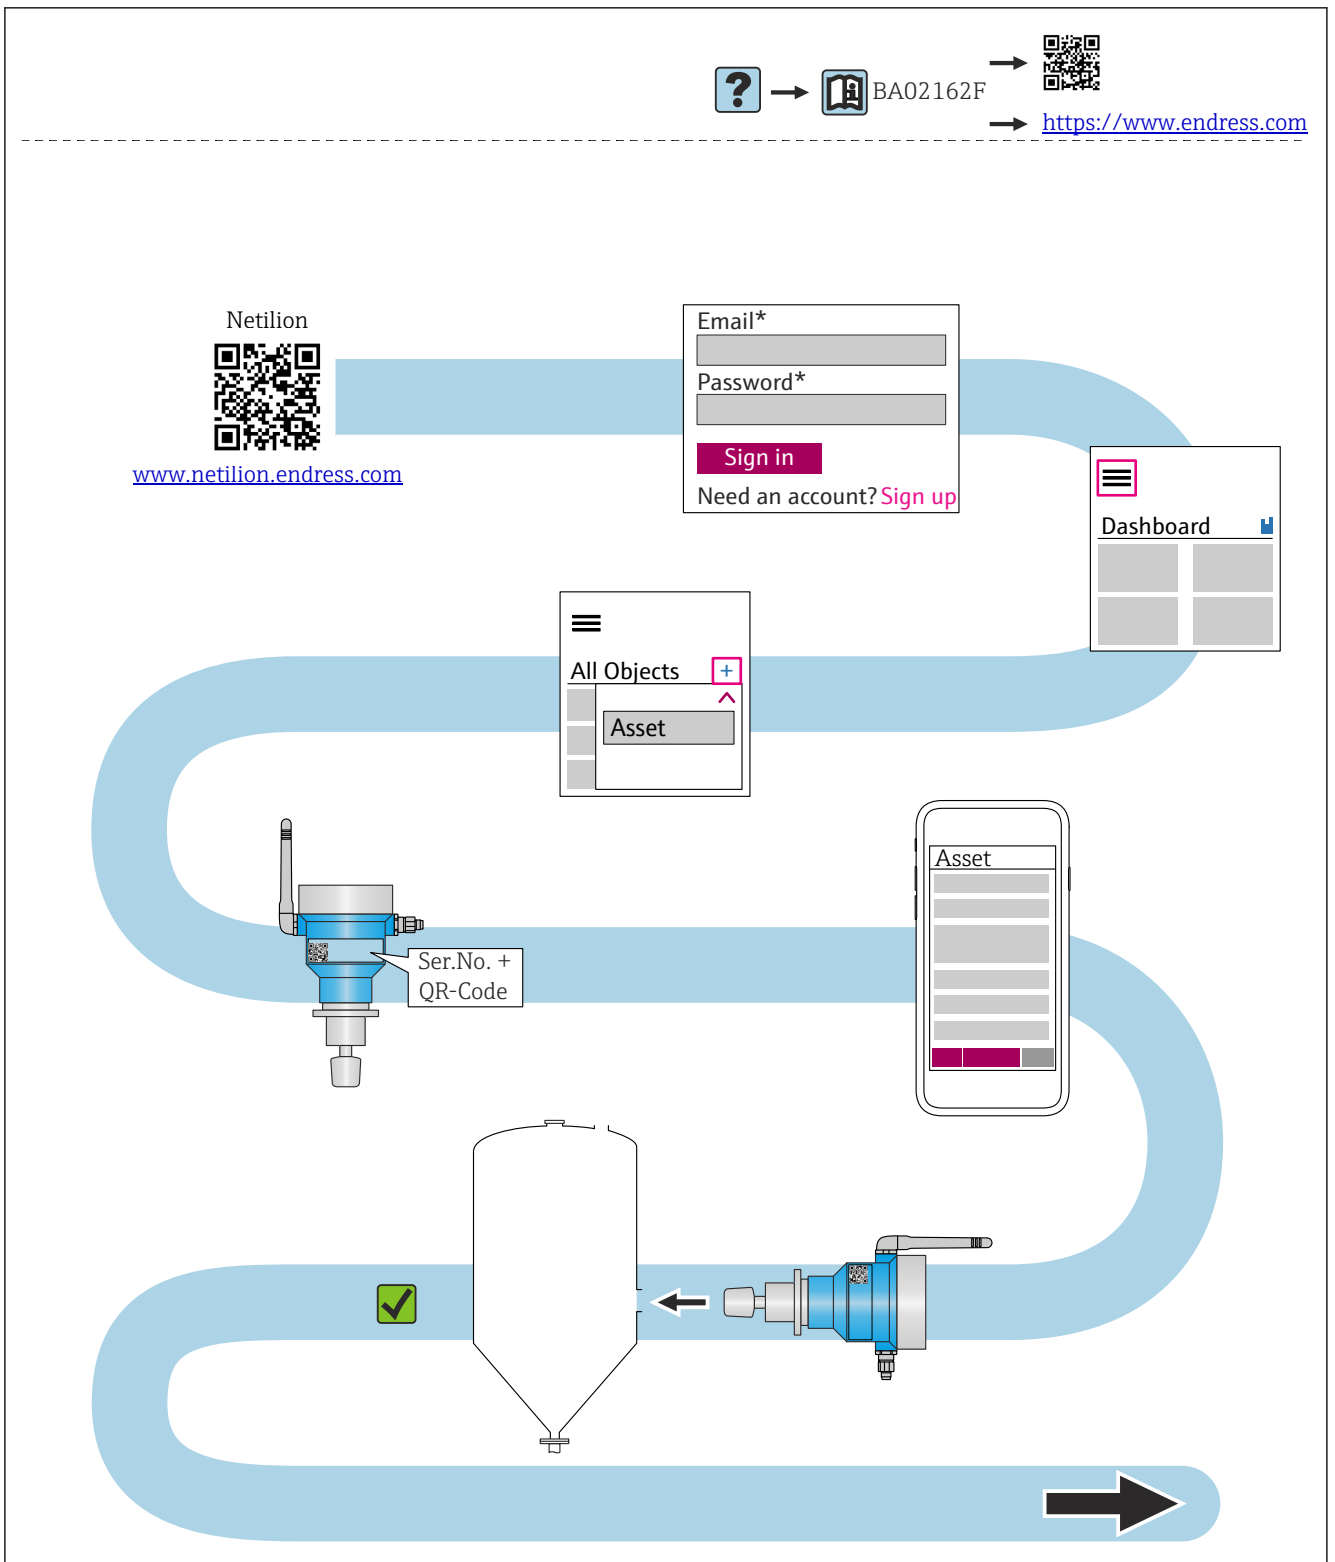 BA02162F
https://www.endress.com
Netilion
www.netilion.endress.com
Email*
Password*
Sign in
Need an account? Sign up
Dashboard
All Objects +
Asset
Asset
Ser.No. +
QR-Code